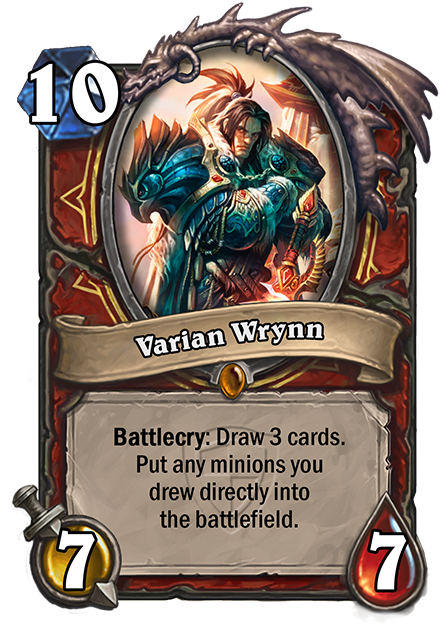 10
Varian Wrynn
Battlecry: Draw 3 cards.
Put any minions you
drew directly into
the battlefield.
7
7